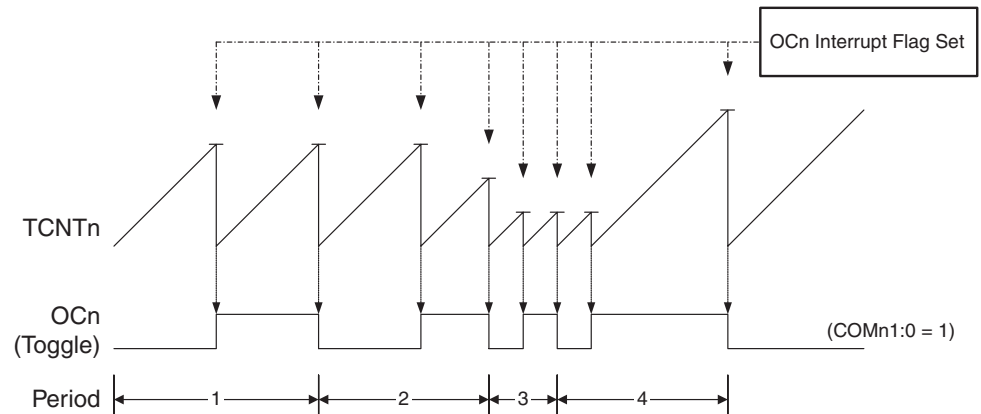 OCn Interrupt Flag Set
TCNTn
OCn
(Toggle)
(COMn1:0 = 1)
Period
1
2
3
4